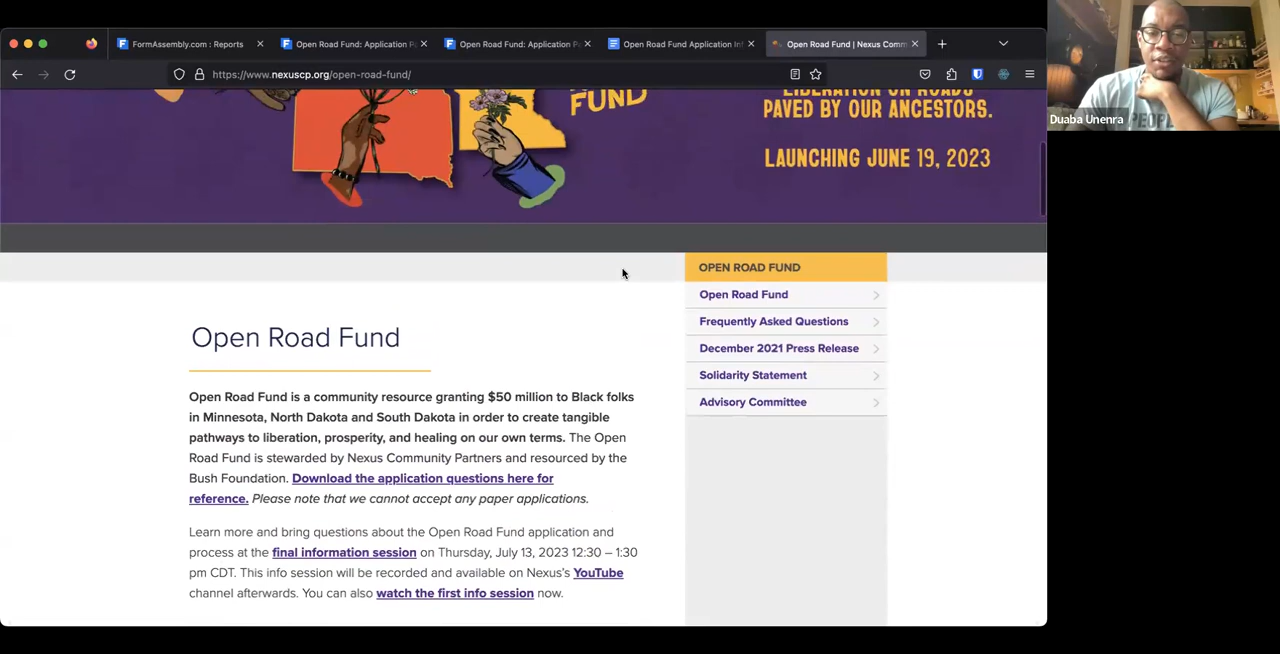 FormAssembly.com : Reports
Open Road Fund: Application Po
Open Road Fund: Application Po
Open Road Fund Application Inf
Open Road Fund | Nexus Comm
https://www.nexuscp.org/open-road-fund/
FUND
LIBERATION ON ROADS
PAVED BY OUR ANCESTORS.
LAUNCHING JUNE 19, 2023
Duaba Unenra
PEOPLE
OPEN ROAD FUND
Open Road Fund
Frequently Asked Questions
December 2021 Press Release
Solidarity Statement
Advisory Committee
Open Road Fund
Open Road Fund is a community resource granting $50 million to Black folks
in Minnesota, North Dakota and South Dakota in order to create tangible
pathways to liberation, prosperity, and healing on our own terms. The Open
Road Fund is stewarded by Nexus Community Partners and resourced by the
Bush Foundation. Download the application questions here for
reference. Please note that we cannot accept any paper applications.
Learn more and bring questions about the Open Road Fund application and
process at the final information session on Thursday, July 13, 2023 12:30 – 1:30
pm CDT. This info session will be recorded and available on Nexus's YouTube
channel afterwards. You can also watch the first info session now.